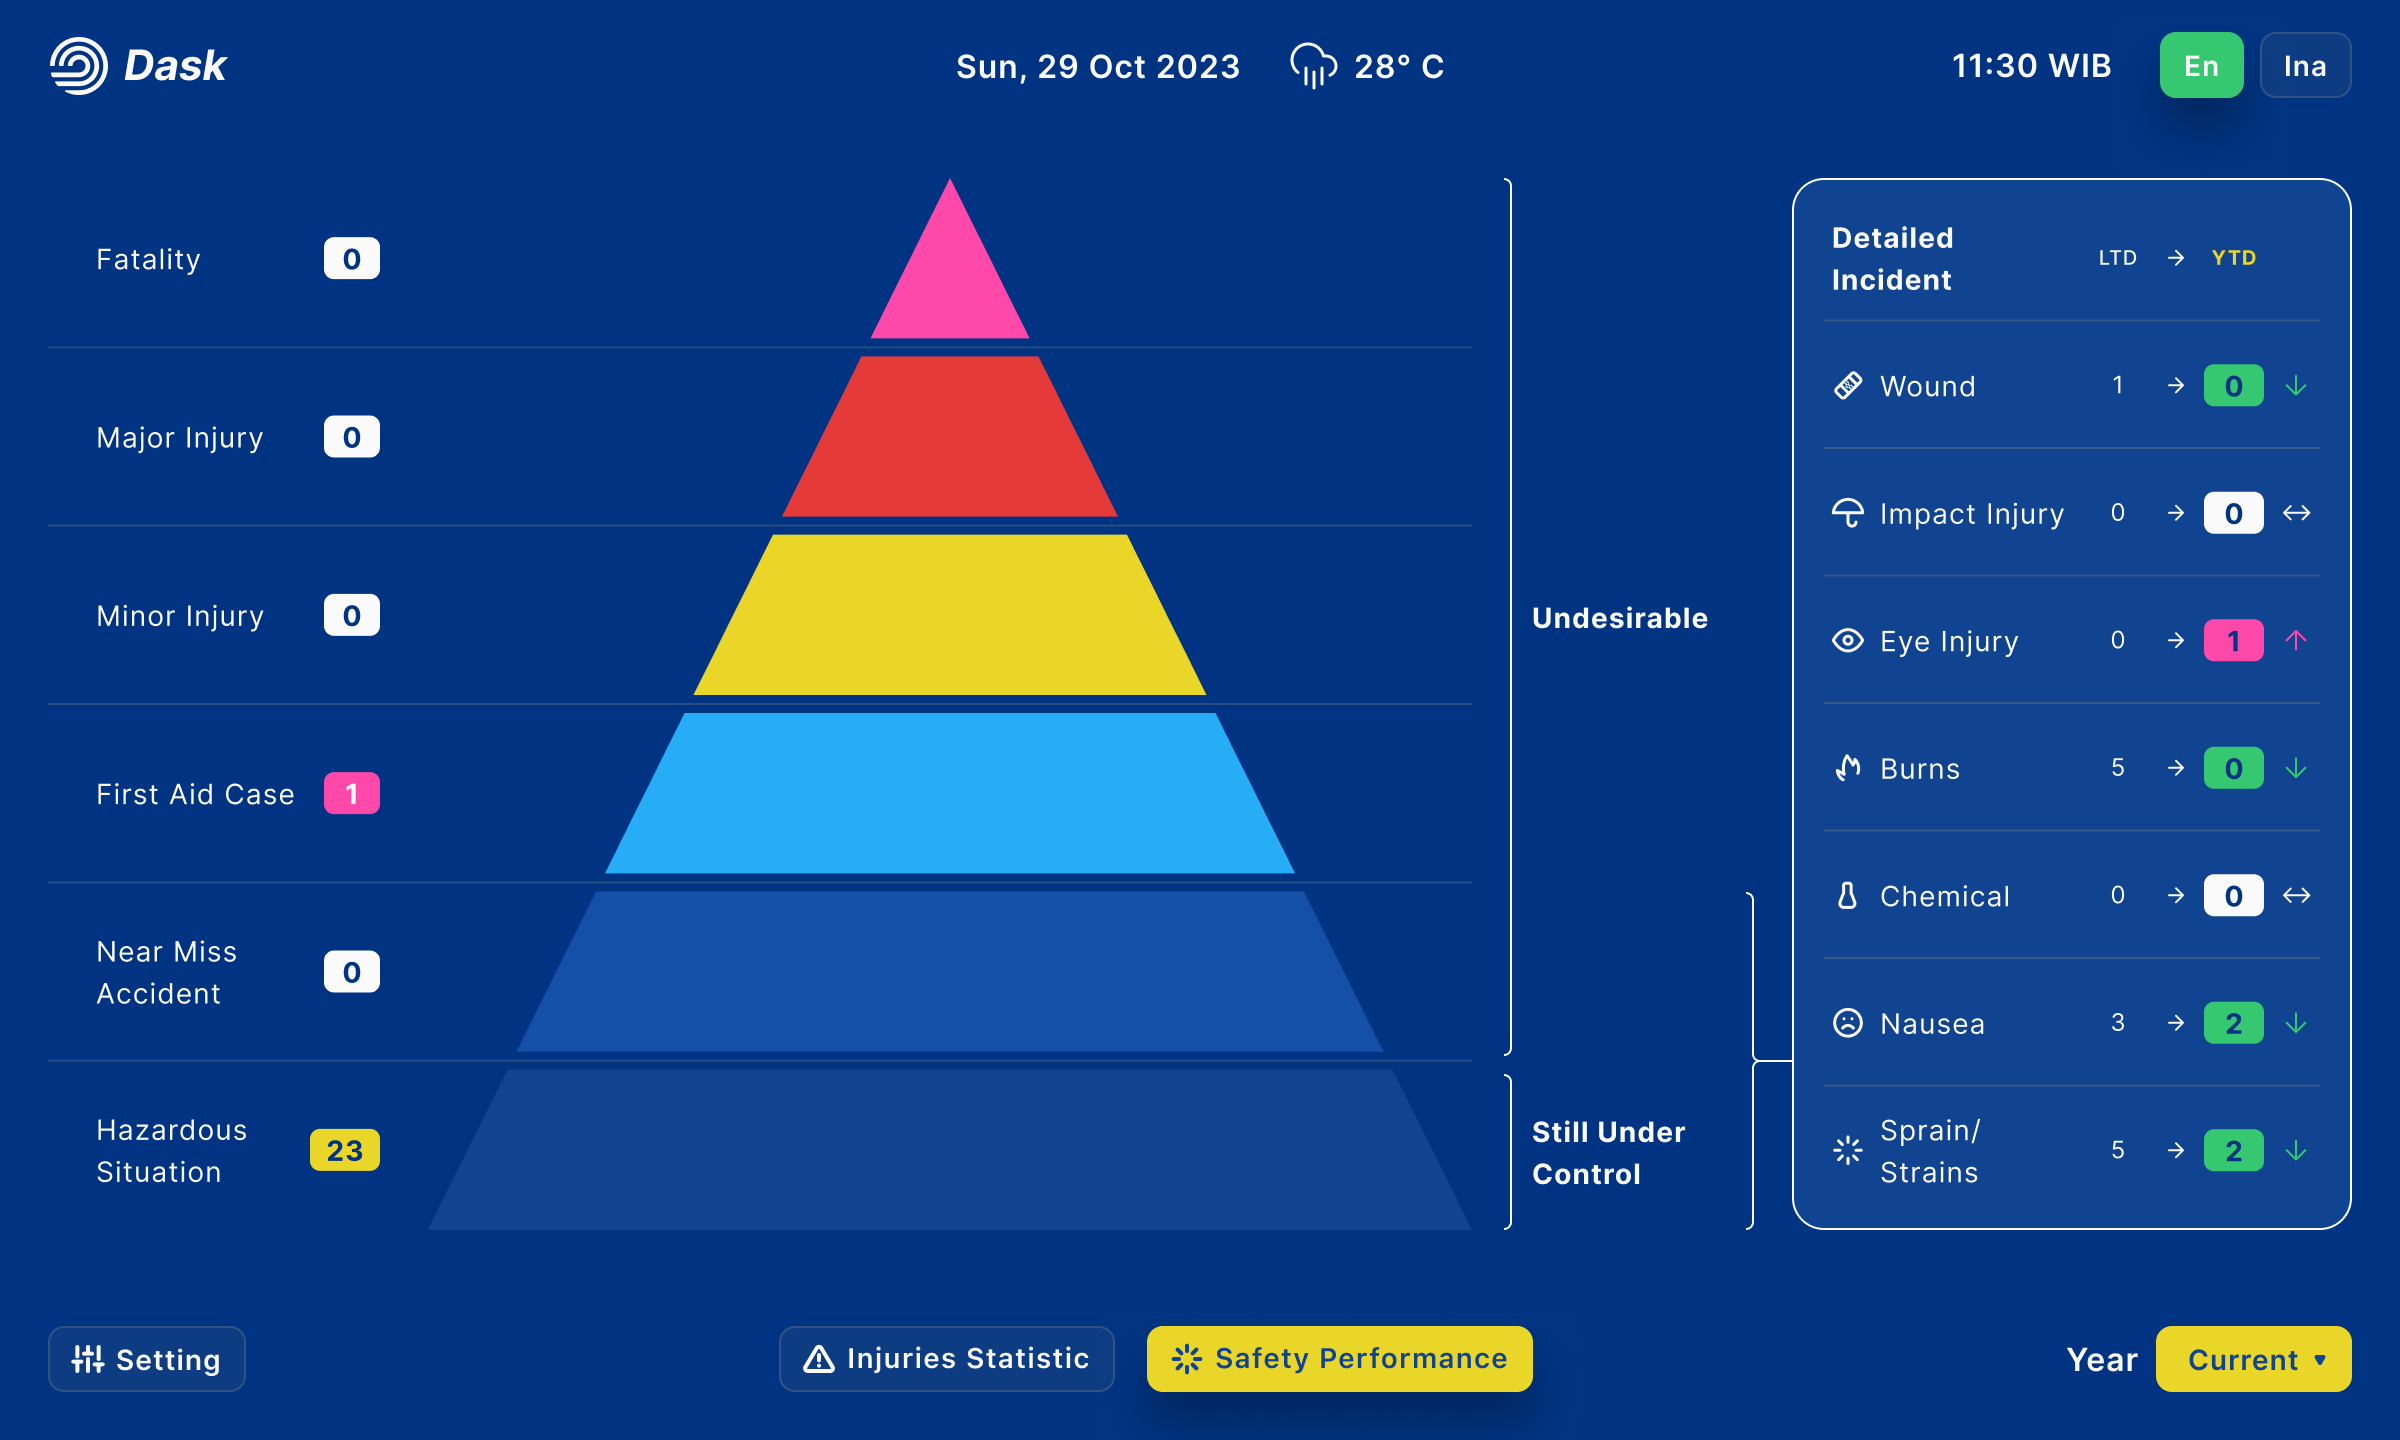 Dask
Sun, 29 Oct 2023
28° C
11:30 WIB
En
Ina
Fatality 0
Major Injury 0
Minor Injury 0
First Aid Case 1
Near Miss
Accident
0
Hazardous
Situation
23
Undesirable
Still Under
Control
Detailed
Incident
LTD → YTD
Wound 1 → 0 ↓
Impact Injury 0 → 0 ↔
Eye Injury 0 → 1 ↑
Burns 5 → 0 ↓
Chemical 0 → 0 ↔
Nausea 3 → 2 ↓
Sprain/
Strains
5 → 2 ↓
Setting
Injuries Statistic
Safety Performance
Year
Current